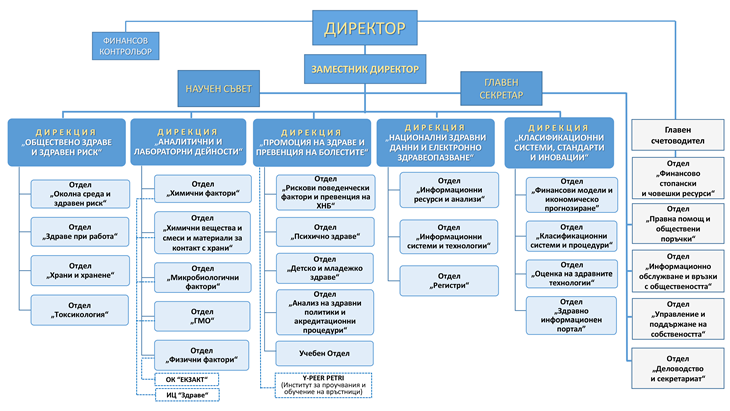 ДИРЕКТОР
ФИНАНСОВ
КОНТРОЛЬОР
ЗАМЕСТНИК ДИРЕКТОР
НАУЧЕН СЪВЕТ
ГЛАВЕН
СЕКРЕТАР
ДИРЕКЦИЯ
„ОБЩЕСТВЕНО ЗДРАВЕ
И ЗДРАВЕН РИСК“
Отдел
„Околна среда и
здравен риск“
Отдел
„Здраве при работа“
Отдел
„Храни и хранене“
Отдел
„Токсикология“
ДИРЕКЦИЯ
„АНАЛИТИЧНИ И
ЛАБОРАТОРНИ ДЕЙНОСТИ“
Отдел
„Химични фактори“
Отдел
„Химични вещества и
смеси и материали за
контакт с храни“
Отдел
„Микробиологични
фактори“
Отдел
„ГМО“
Отдел
„Физични фактори“
ОК “ЕКЗАКТ“
ИЦ "Здраве"
ДИРЕКЦИЯ
„ПРОМОЦИЯ НА ЗДРАВЕ И
ПРЕВЕНЦИЯ НА БОЛЕСТИТЕ“
Отдел
„Рискови поведенчески
фактори и превенция на
ХНБ“
Отдел
„Психично здраве“
Отдел
„Детско и младежко
здраве“
Отдел
„Анализ на здравни
политики и
акредитационни
процедури“
Учебен Отдел
Y-PEER PETRI
(Институт за проучвания и
обучение на връстници)
ДИРЕКЦИЯ
„НАЦИОНАЛНИ ЗДРАВНИ
ДАННИ И ЕЛЕКТРОННО
ЗДРАВЕОПАЗВАНЕ“
Отдел
„Информационни
ресурси и анализи“
Отдел
„Информационни
системи и технологии“
Отдел
„Регистри“
ДИРЕКЦИЯ
„КЛАСИФИКАЦИОННИ
СИСТЕМИ, СТАНДАРТИ
И ИНОВАЦИИ“
Отдел
„Финансови модели и
икономическо
прогнозиране“
Отдел
„Класификационни
системи и процедури“
Отдел
„Оценка на здравните
технологии“
Отдел
„Здравно
информационен
портал“
Главен
счетоводител
Отдел
„Финансово
стопански
и човешки ресурси“
Отдел
„Правна помощ и
обществени
поръчки“
Отдел
„Информационно
обслужване и връзки
с обществеността“
Отдел
„Управление и
поддържане на
собствеността“
Отдел
„Деловодство
и секретариат“